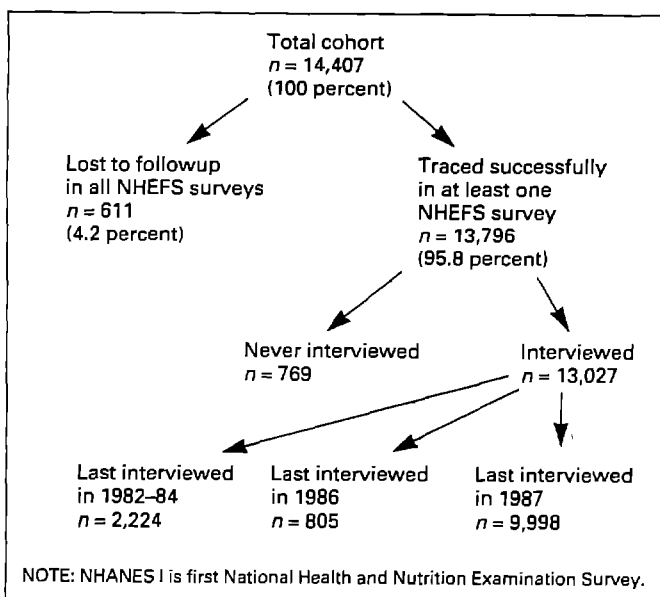 Total cohort
n = 14,407
(100 percent)
Lost to followup
in all NHEFS surveys
n = 611
(4.2 percent)
Traced successfully
in at least one
NHEFS survey
n = 13,796
(95.8 percent)
Never interviewed
n = 769
Interviewed
n = 13,027
Last interviewed
in 1982–84
n = 2,224
Last interviewed
in 1986
n = 805
Last interviewed
in 1987
n = 9,998
NOTE: NHANES I is first National Health and Nutrition Examination Survey.